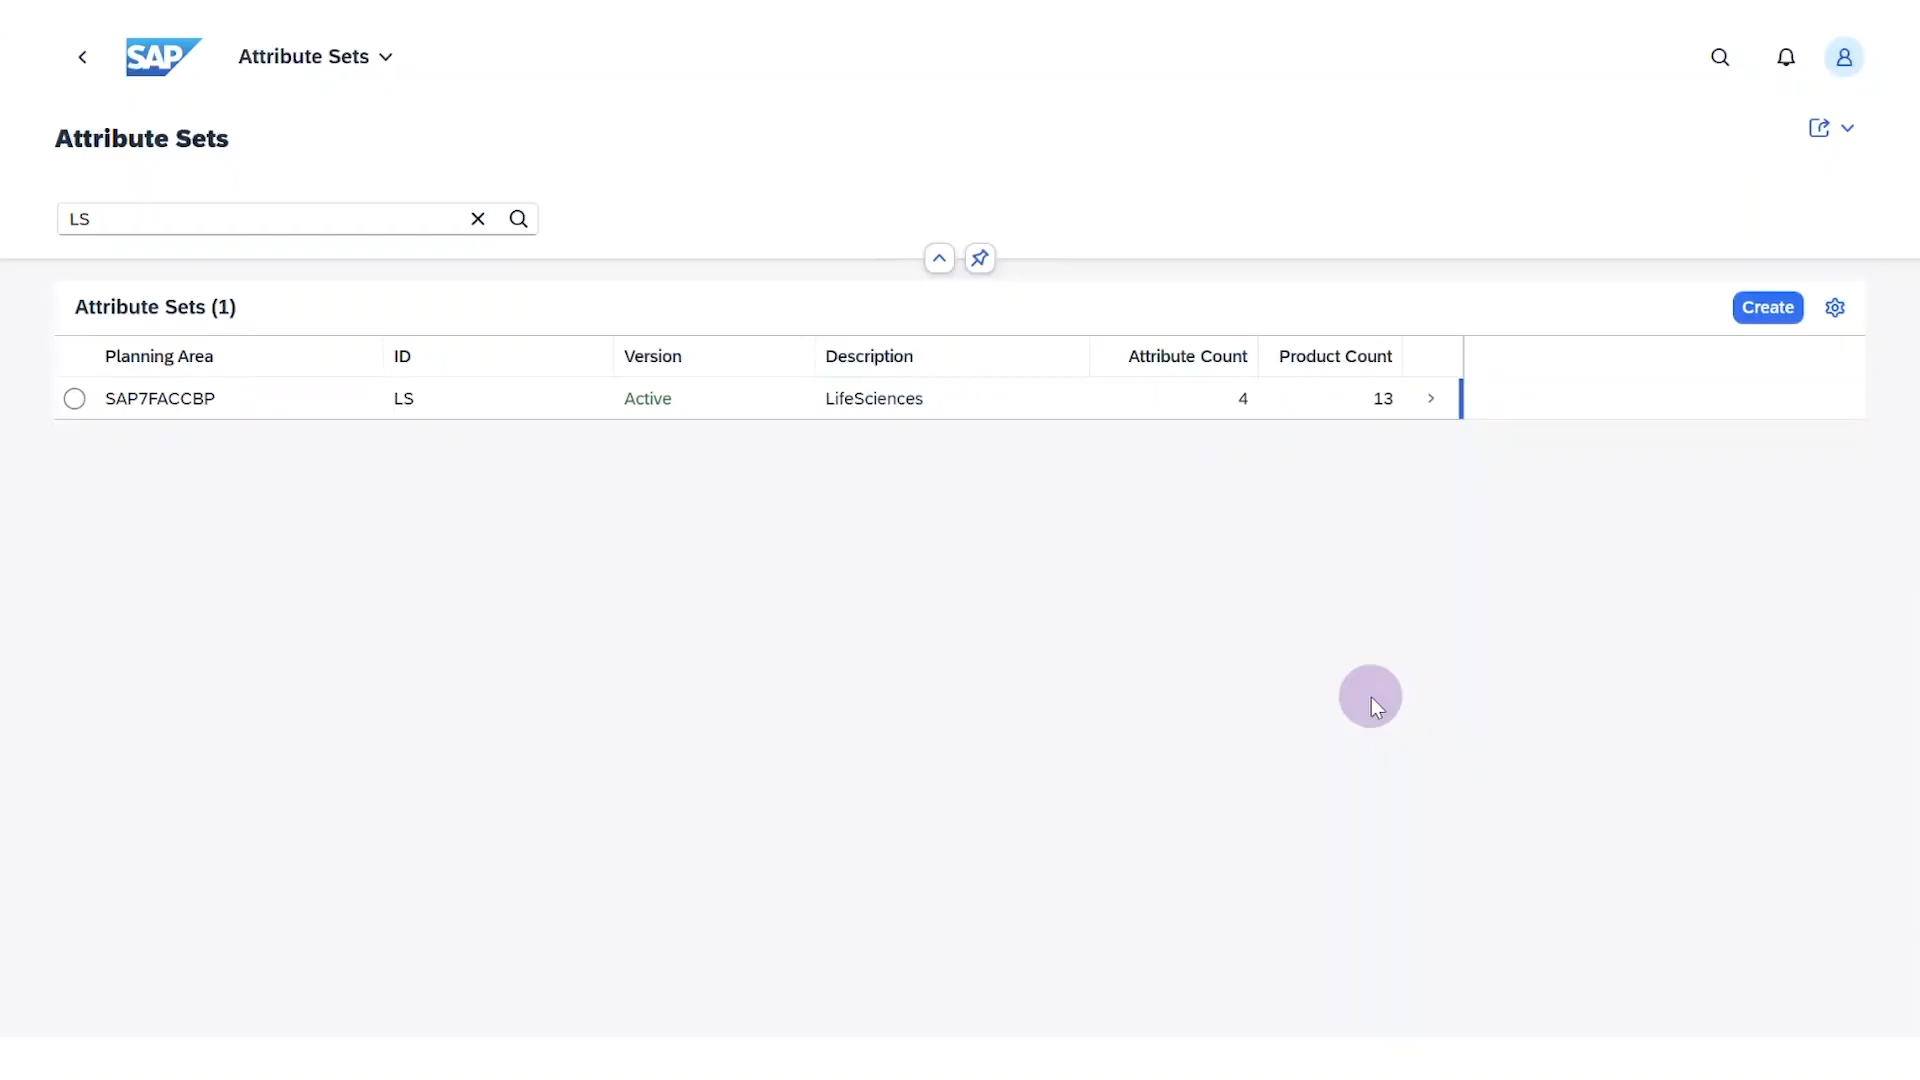 SAP Attribute Sets
Attribute Sets
LS
Attribute Sets (1)
Create
Planning Area ID Version Description Attribute Count Product Count
SAP7FACCBP LS Active LifeSciences 4 13